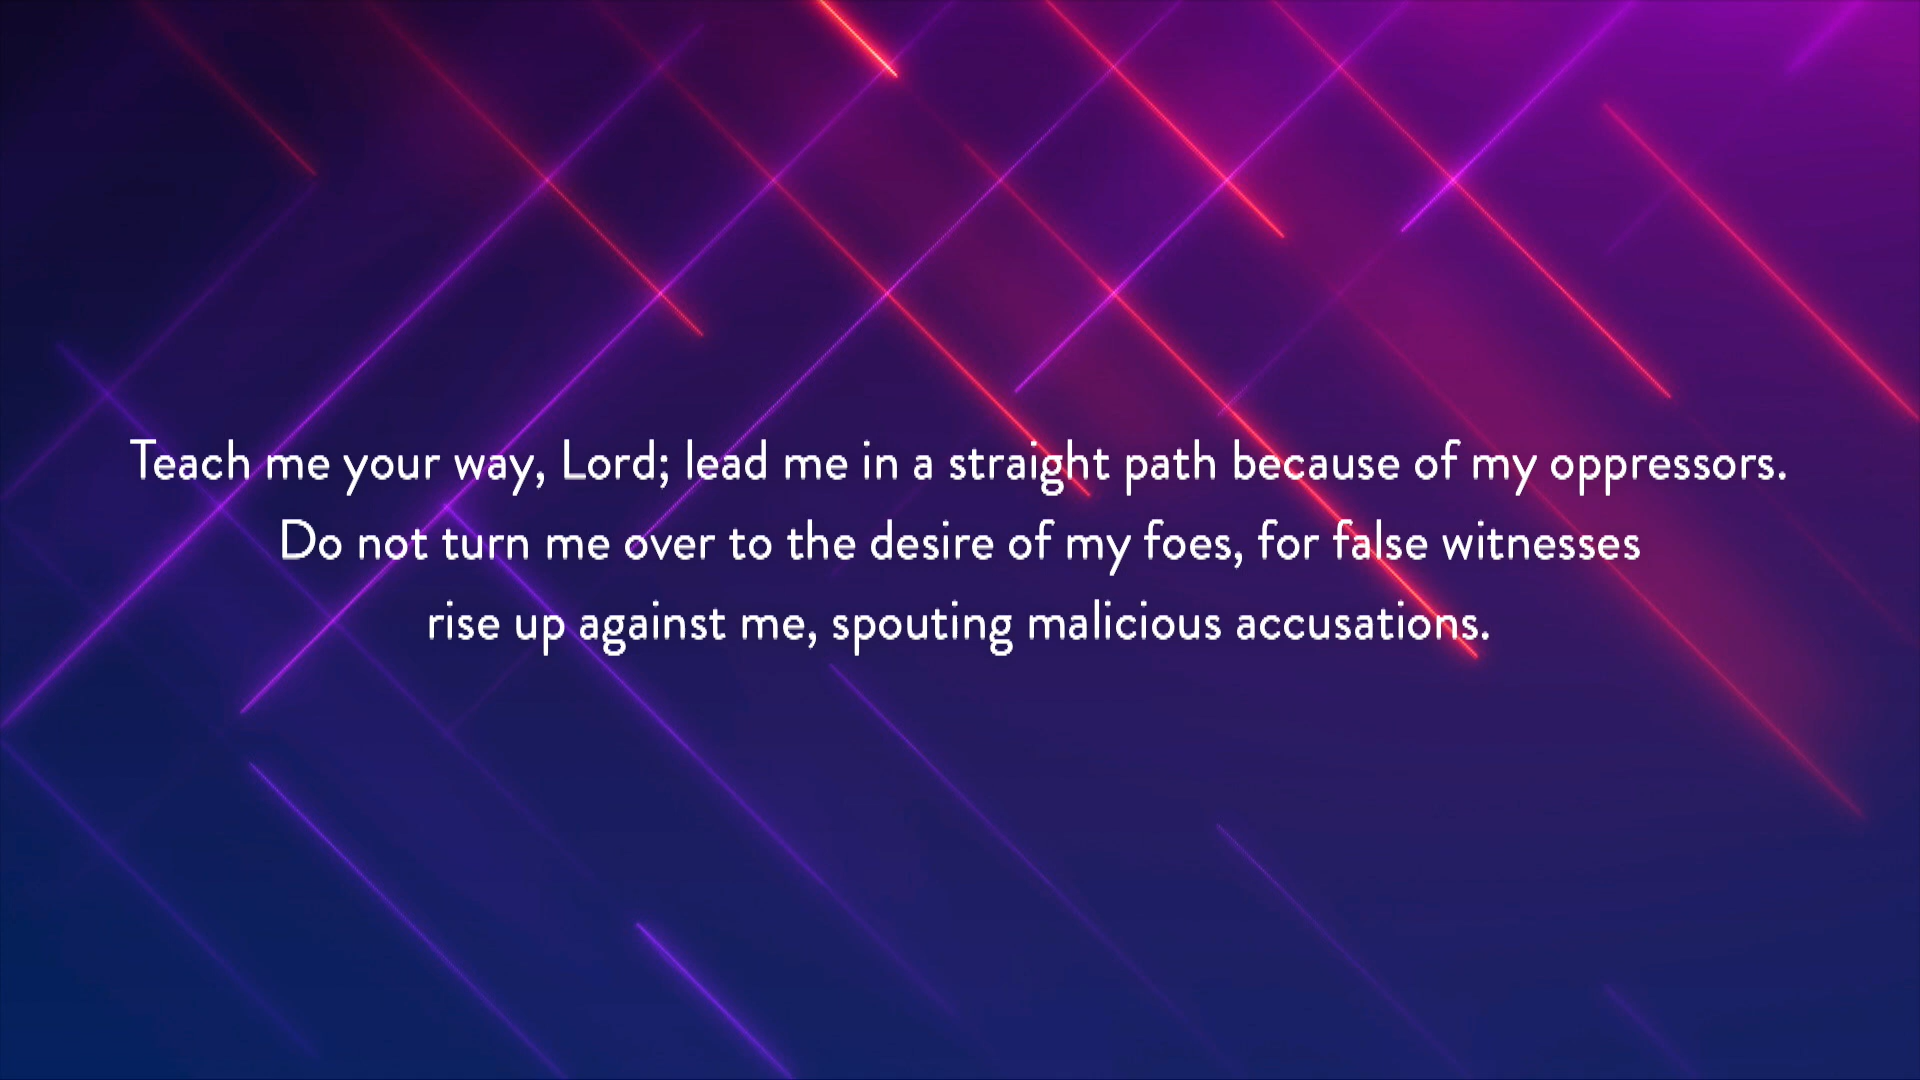 Teach me your way, Lord; lead me in a straight path because of my oppressors.
Do not turn me over to the desire of my foes, for false witnesses
rise up against me, spouting malicious accusations.